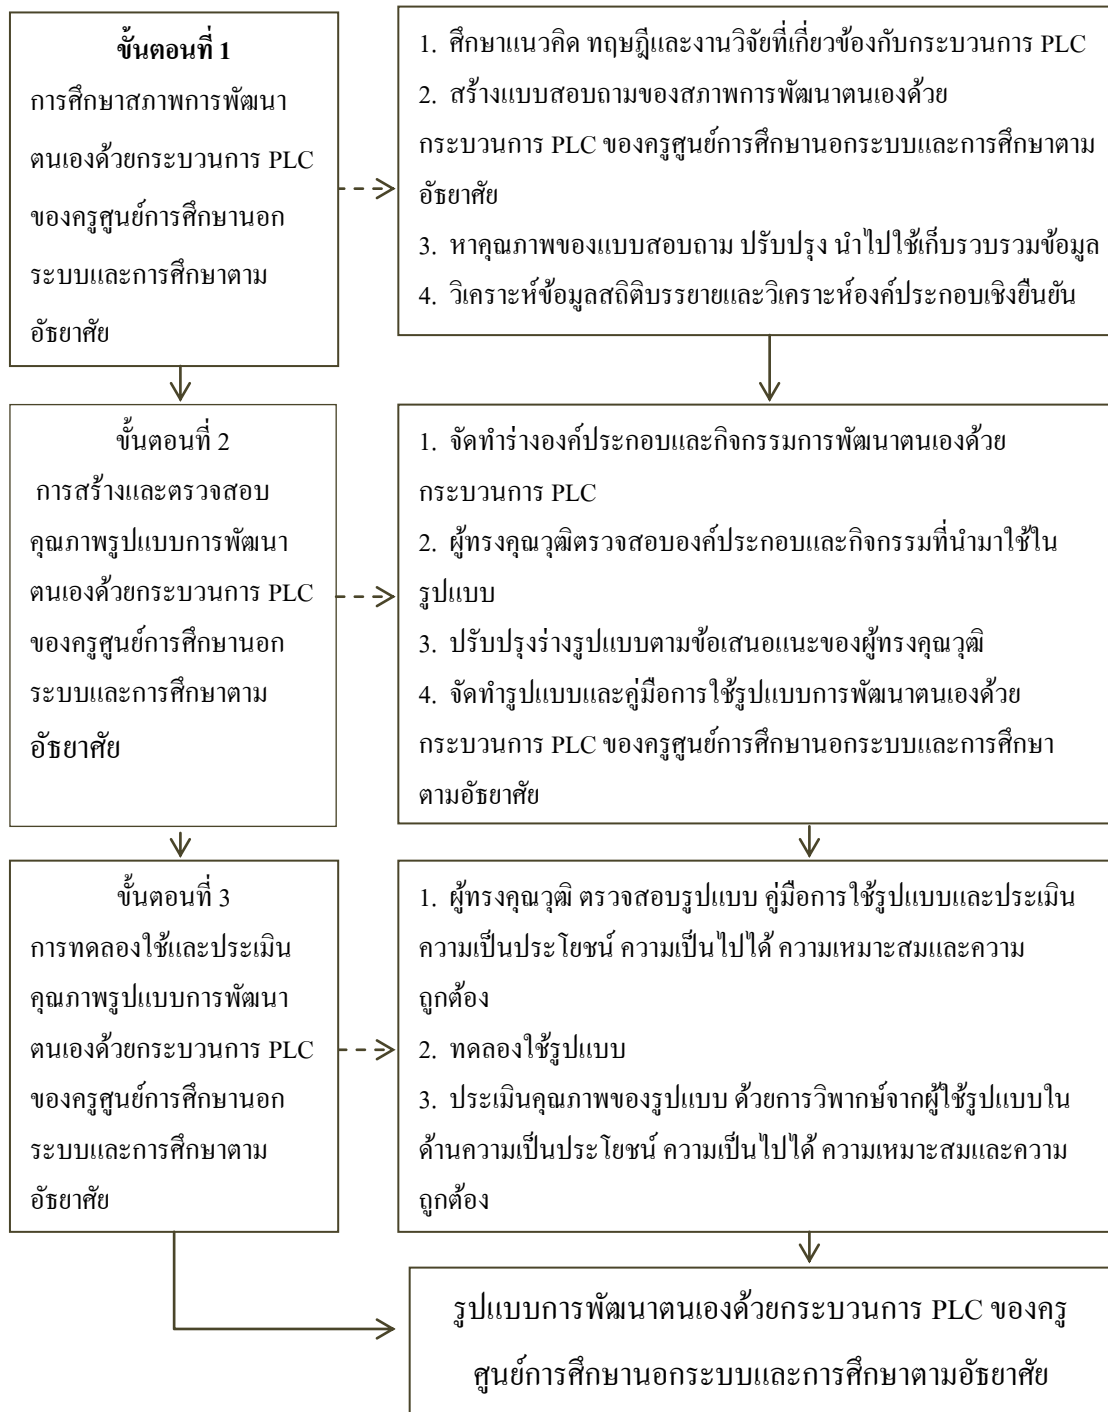 ขั้นตอนที่ 1
การศึกษาสภาพการพัฒนา
ตนเองด้วยกระบวนการ PLC
ของครูศูนย์การศึกษานอก
ระบบและการศึกษาตาม
อัธยาศัย
1. ศึกษาแนวคิด ทฤษฎีและงานวิจัยที่เกี่ยวข้องกับกระบวนการ PLC
2. สร้างแบบสอบถามของสภาพการพัฒนาตนเองด้วย
กระบวนการ PLC ของครูศูนย์การศึกษานอกระบบและการศึกษาตาม
อัธยาศัย
3. หาคุณภาพของแบบสอบถาม ปรับปรุง นำไปใช้เก็บรวบรวมข้อมูล
4. วิเคราะห์ข้อมูลสถิติบรรยายและวิเคราะห์องค์ประกอบเชิงยืนยัน
ขั้นตอนที่ 2
การสร้างและตรวจสอบ
คุณภาพรูปแบบการพัฒนา
ตนเองด้วยกระบวนการ PLC
ของครูศูนย์การศึกษานอก
ระบบและการศึกษาตาม
อัธยาศัย
1. จัดทำร่างองค์ประกอบและกิจกรรมการพัฒนาตนเองด้วย
กระบวนการ PLC
2. ผู้ทรงคุณวุฒิตรวจสอบองค์ประกอบและกิจกรรมที่นำมาใช้ใน
รูปแบบ
3. ปรับปรุงร่างรูปแบบตามข้อเสนอแนะของผู้ทรงคุณวุฒิ
4. จัดทำรูปแบบและคู่มือการใช้รูปแบบการพัฒนาตนเองด้วย
กระบวนการ PLC ของครูศูนย์การศึกษานอกระบบและการศึกษา
ตามอัธยาศัย
ขั้นตอนที่ 3
การทดลองใช้และประเมิน
คุณภาพรูปแบบการพัฒนา
ตนเองด้วยกระบวนการ PLC
ของครูศูนย์การศึกษานอก
ระบบและการศึกษาตาม
อัธยาศัย
1. ผู้ทรงคุณวุฒิ ตรวจสอบรูปแบบ คู่มือการใช้รูปแบบและประเมิน
ความเป็นประโยชน์ ความเป็นไปได้ ความเหมาะสมและความ
ถูกต้อง
2. ทดลองใช้รูปแบบ
3. ประเมินคุณภาพของรูปแบบ ด้วยการวิพากษ์จากผู้ใช้รูปแบบใน
ด้านความเป็นประโยชน์ ความเป็นไปได้ ความเหมาะสมและความ
ถูกต้อง
รูปแบบการพัฒนาตนเองด้วยกระบวนการ PLC ของครู
ศูนย์การศึกษานอกระบบและการศึกษาตามอัธยาศัย